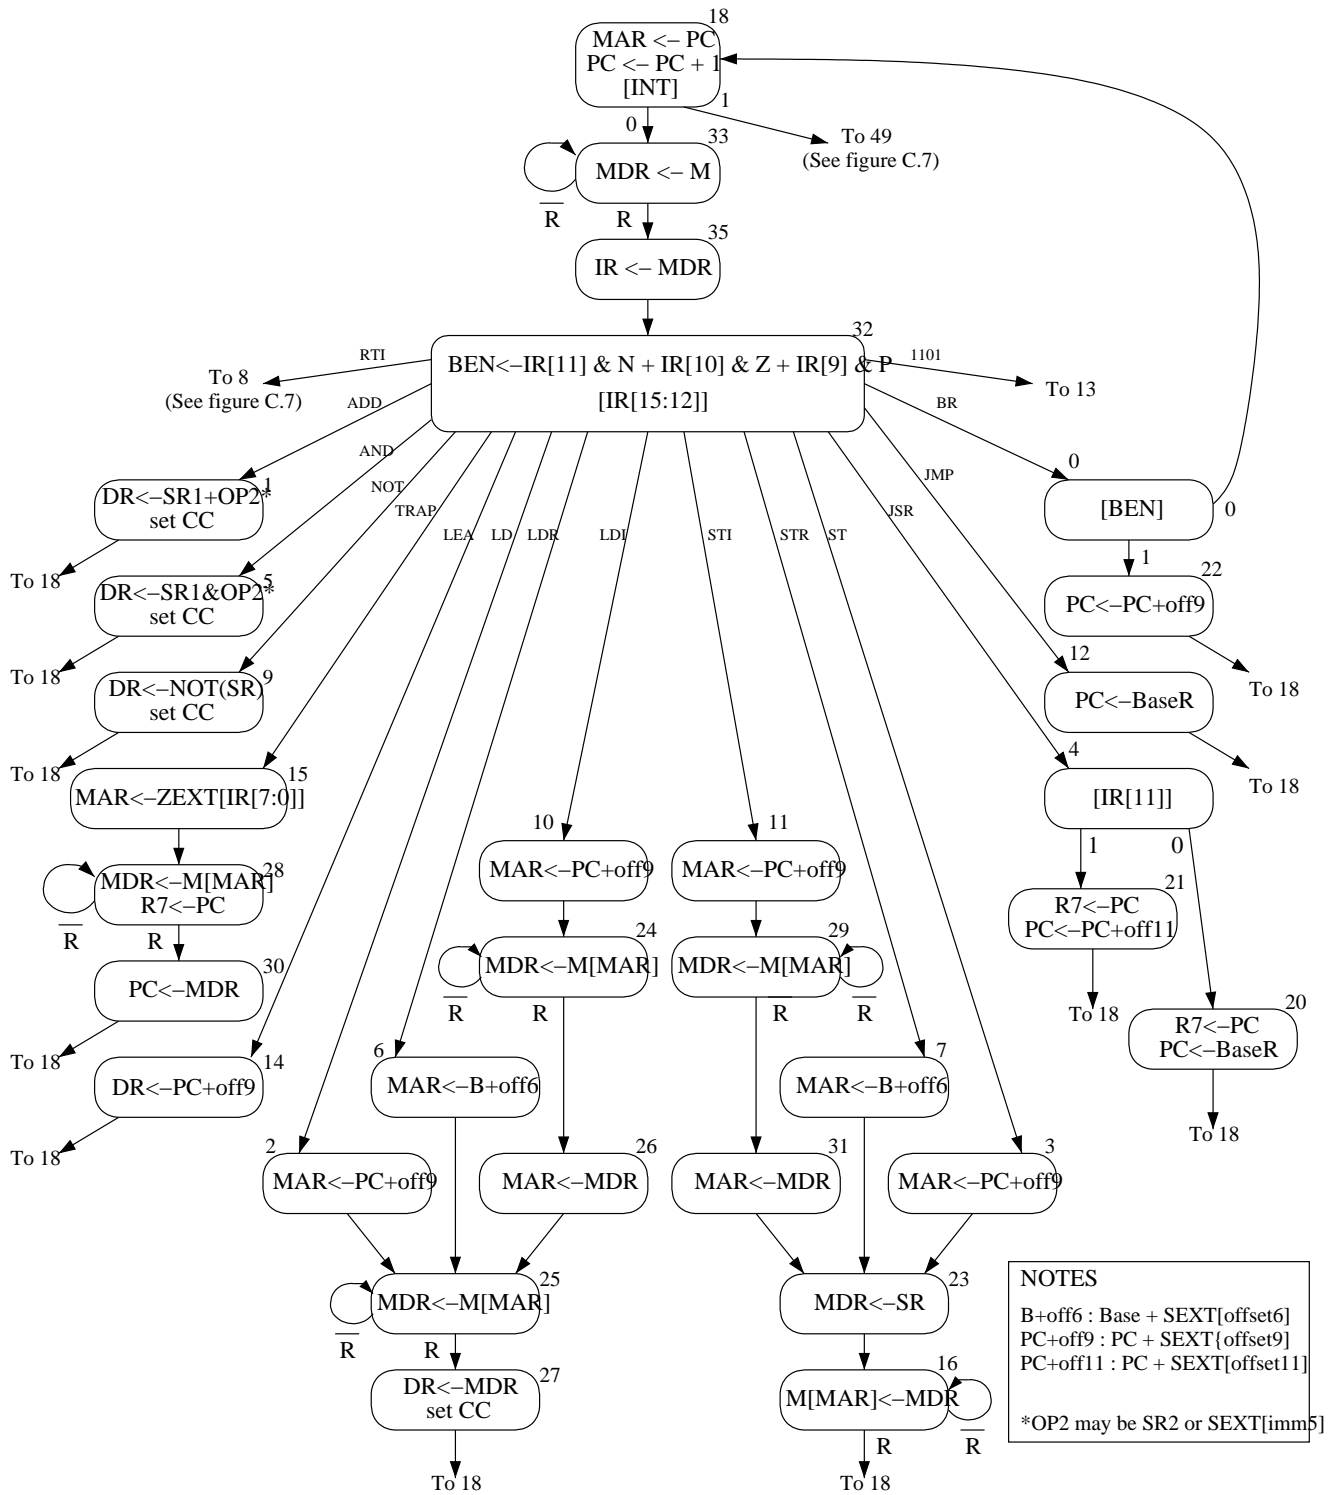 18
MAR <– PC
PC <– PC + 1
[INT]
1
0
To 49
(See figure C.7)
33
MDR <– M
R
R
35
IR <– MDR
32
BEN<–IR[11] & N + IR[10] & Z + IR[9] & P
[IR[15:12]]
RTI
To 8
(See figure C.7)
1101
To 13
ADD
AND
NOT
TRAP
LEA
LD
LDR
LDI
STI
STR
ST
JSR
JMP
BR
1
DR<–SR1+OP2*
set CC
To 18
5
DR<–SR1&OP2*
set CC
To 18
9
DR<–NOT(SR)
set CC
To 18
15
MAR<–ZEXT[IR[7:0]]
28
MDR<–M[MAR]
R7<–PC
R
R
30
PC<–MDR
To 18
14
DR<–PC+off9
To 18
2
MAR<–PC+off9
6
MAR<–B+off6
10
MAR<–PC+off9
24
MDR<–M[MAR]
R
R
26
MAR<–MDR
25
MDR<–M[MAR]
R
R
27
DR<–MDR
set CC
To 18
11
MAR<–PC+off9
29
MDR<–M[MAR]
R
R
31
MAR<–MDR
7
MAR<–B+off6
3
MAR<–PC+off9
23
MDR<–SR
16
M[MAR]<–MDR
R
R
To 18
0
[BEN]
0
1
22
PC<–PC+off9
To 18
12
PC<–BaseR
To 18
4
[IR[11]]
1
0
21
R7<–PC
PC<–PC+off11
To 18
20
R7<–PC
PC<–BaseR
To 18
NOTES
B+off6 : Base + SEXT[offset6]
PC+off9 : PC + SEXT{offset9]
PC+off11 : PC + SEXT[offset11]
*OP2 may be SR2 or SEXT[imm5]